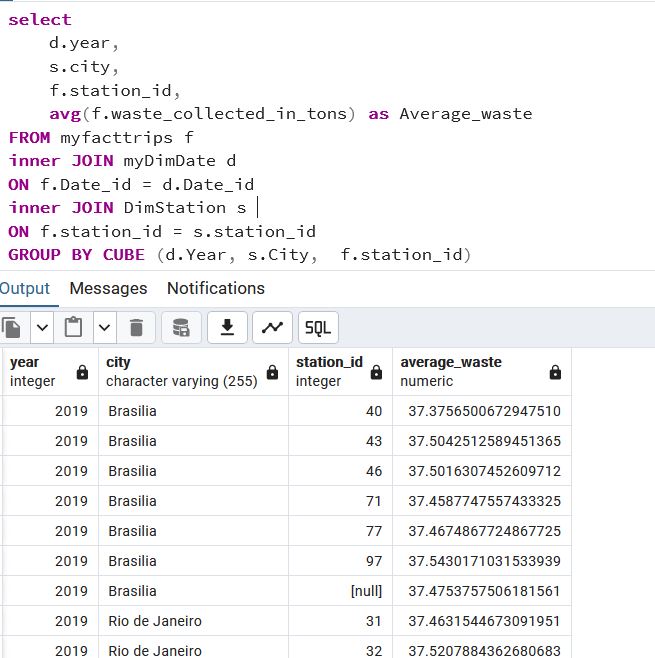 select
d.year,
s.city,
f.station_id,
avg(f.waste_collected_in_tons) as Average_waste
FROM myfacttrips f
inner JOIN myDimDate d
ON f.Date_id = d.Date_id
inner JOIN DimStation s
ON f.station_id = s.station_id
GROUP BY CUBE (d.Year, s.City,  f.station_id)
Output Messages Notifications
SQL
year city station_id average_waste
integer character varying (255) integer numeric
2019 Brasilia 40 37.3756500672947510
2019 Brasilia 43 37.5042512589451365
2019 Brasilia 46 37.5016307452609712
2019 Brasilia 71 37.4587747557433325
2019 Brasilia 77 37.4674867724867725
2019 Brasilia 97 37.5430171031533939
2019 Brasilia [null] 37.4753757506181561
2019 Rio de Janeiro 31 37.4631544673091951
2019 Rio de Janeiro 32 37.5207884362680683